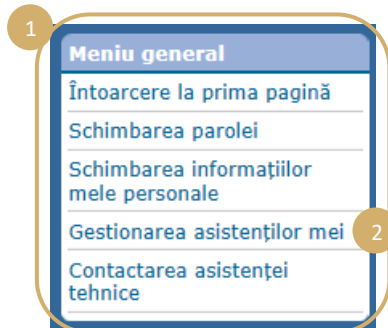 1
Meniu general
Întoarcere la prima pagină
Schimbarea parolei
Schimbarea informațiilor
mele personale
Gestionarea asistenților mei
2
Contactarea asistenței
tehnice